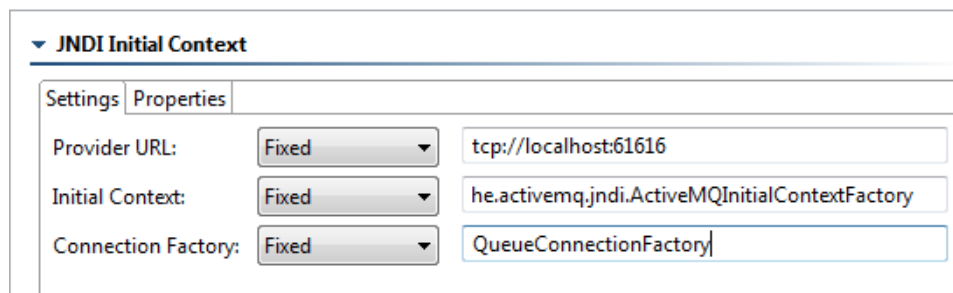 JNDI Initial Context
Settings Properties
Provider URL: Fixed tcp://localhost:61616
Initial Context: Fixed he.activemq.jndi.ActiveMQInitialContextFactory
Connection Factory: Fixed QueueConnectionFactory